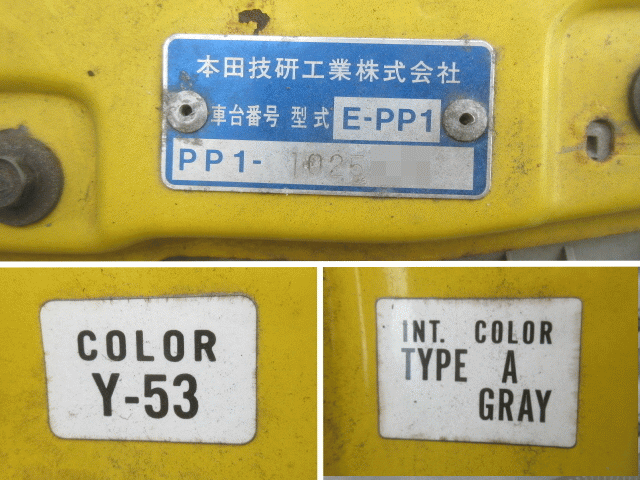 本田技研工業株式会社
車台番号 型式 E-PP1
PP1- 1025
COLOR
Y-53
INT. COLOR
TYPE A
GRAY